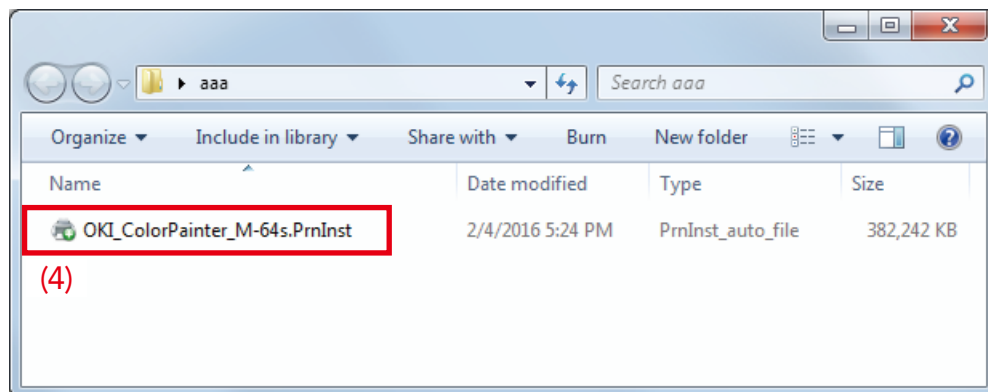 aaa
Search aaa
Organize Include in library Share with Burn New folder
Name Date modified Type Size
OKI_ColorPainter_M-64s.PrnInst 2/4/2016 5:24 PM PrnInst_auto_file 382,242 KB
(4)